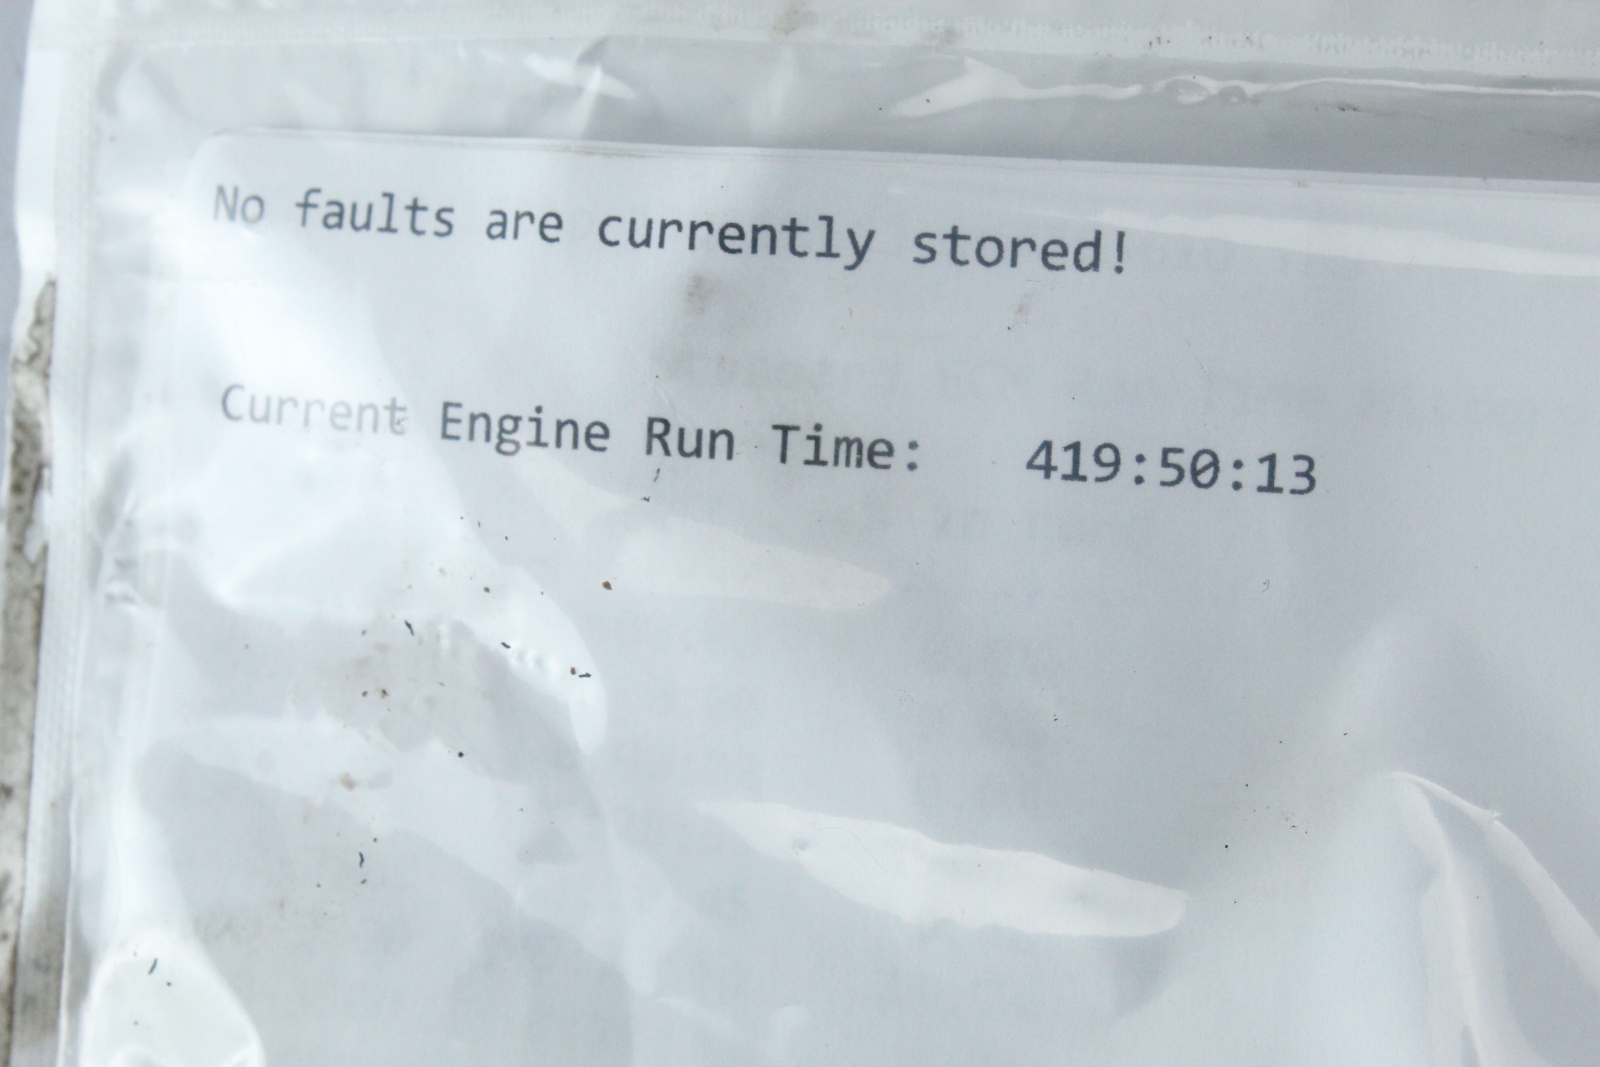 No faults are currently stored!
Current Engine Run Time: 419:50:13